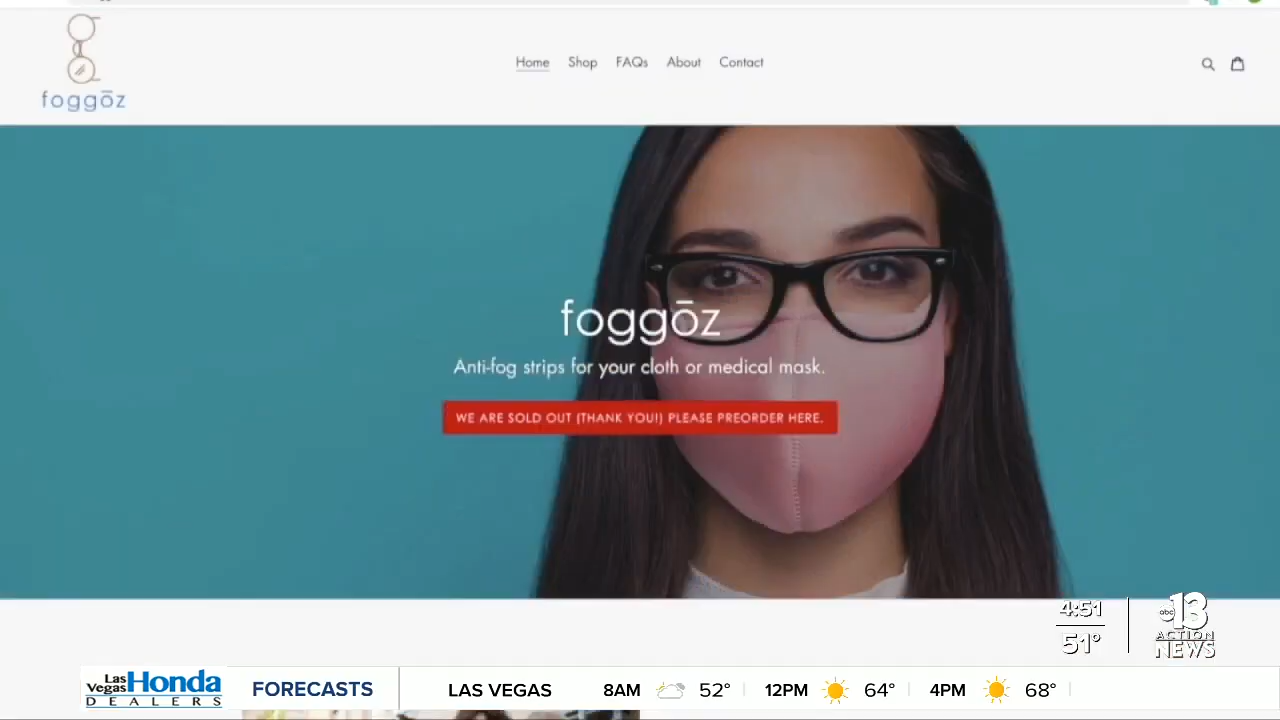 foggōz
Home Shop FAQs About Contact
foggōz
Anti-fog strips for your cloth or medical mask.
WE ARE SOLD OUT (THANK YOU!) PLEASE PREORDER HERE.
4:51
51°
abc 13
ACTION
NEWS
Las Vegas Honda
DEALERS
FORECASTS
LAS VEGAS 8AM 52° 12PM 64° 4PM 68°